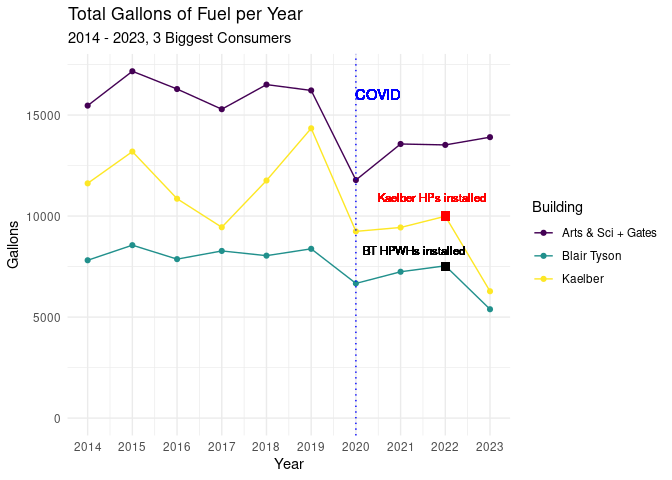 Total Gallons of Fuel per Year
2014 - 2023, 3 Biggest Consumers
COVID
15000
Kaelber HPs installed
10000
BT HPWHs installed
5000
0
Gallons
2014 2015 2016 2017 2018 2019 2020 2021 2022 2023
Year
Building
Arts & Sci + Gates
Blair Tyson
Kaelber